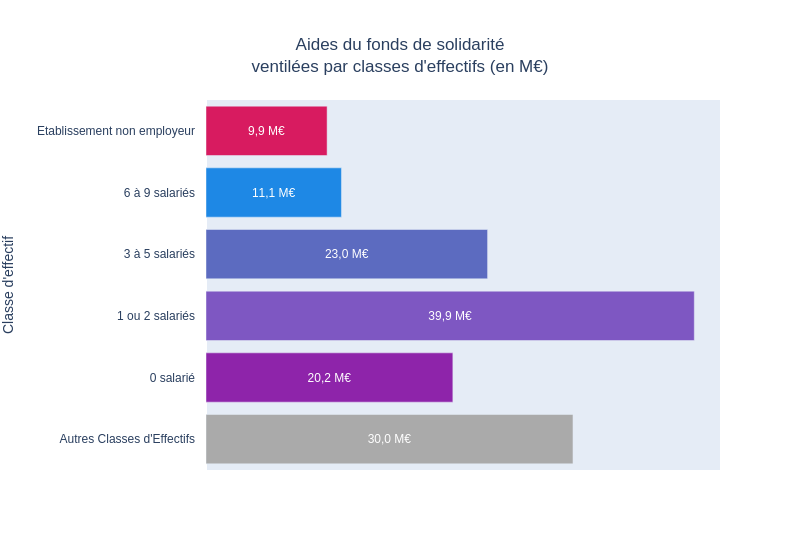 Aides du fonds de solidarité
ventilées par classes d'effectifs (en M€)
Classe d'effectif
Etablissement non employeur
9,9 M€
6 à 9 salariés
11,1 M€
3 à 5 salariés
23,0 M€
1 ou 2 salariés
39,9 M€
0 salarié
20,2 M€
Autres Classes d'Effectifs
30,0 M€